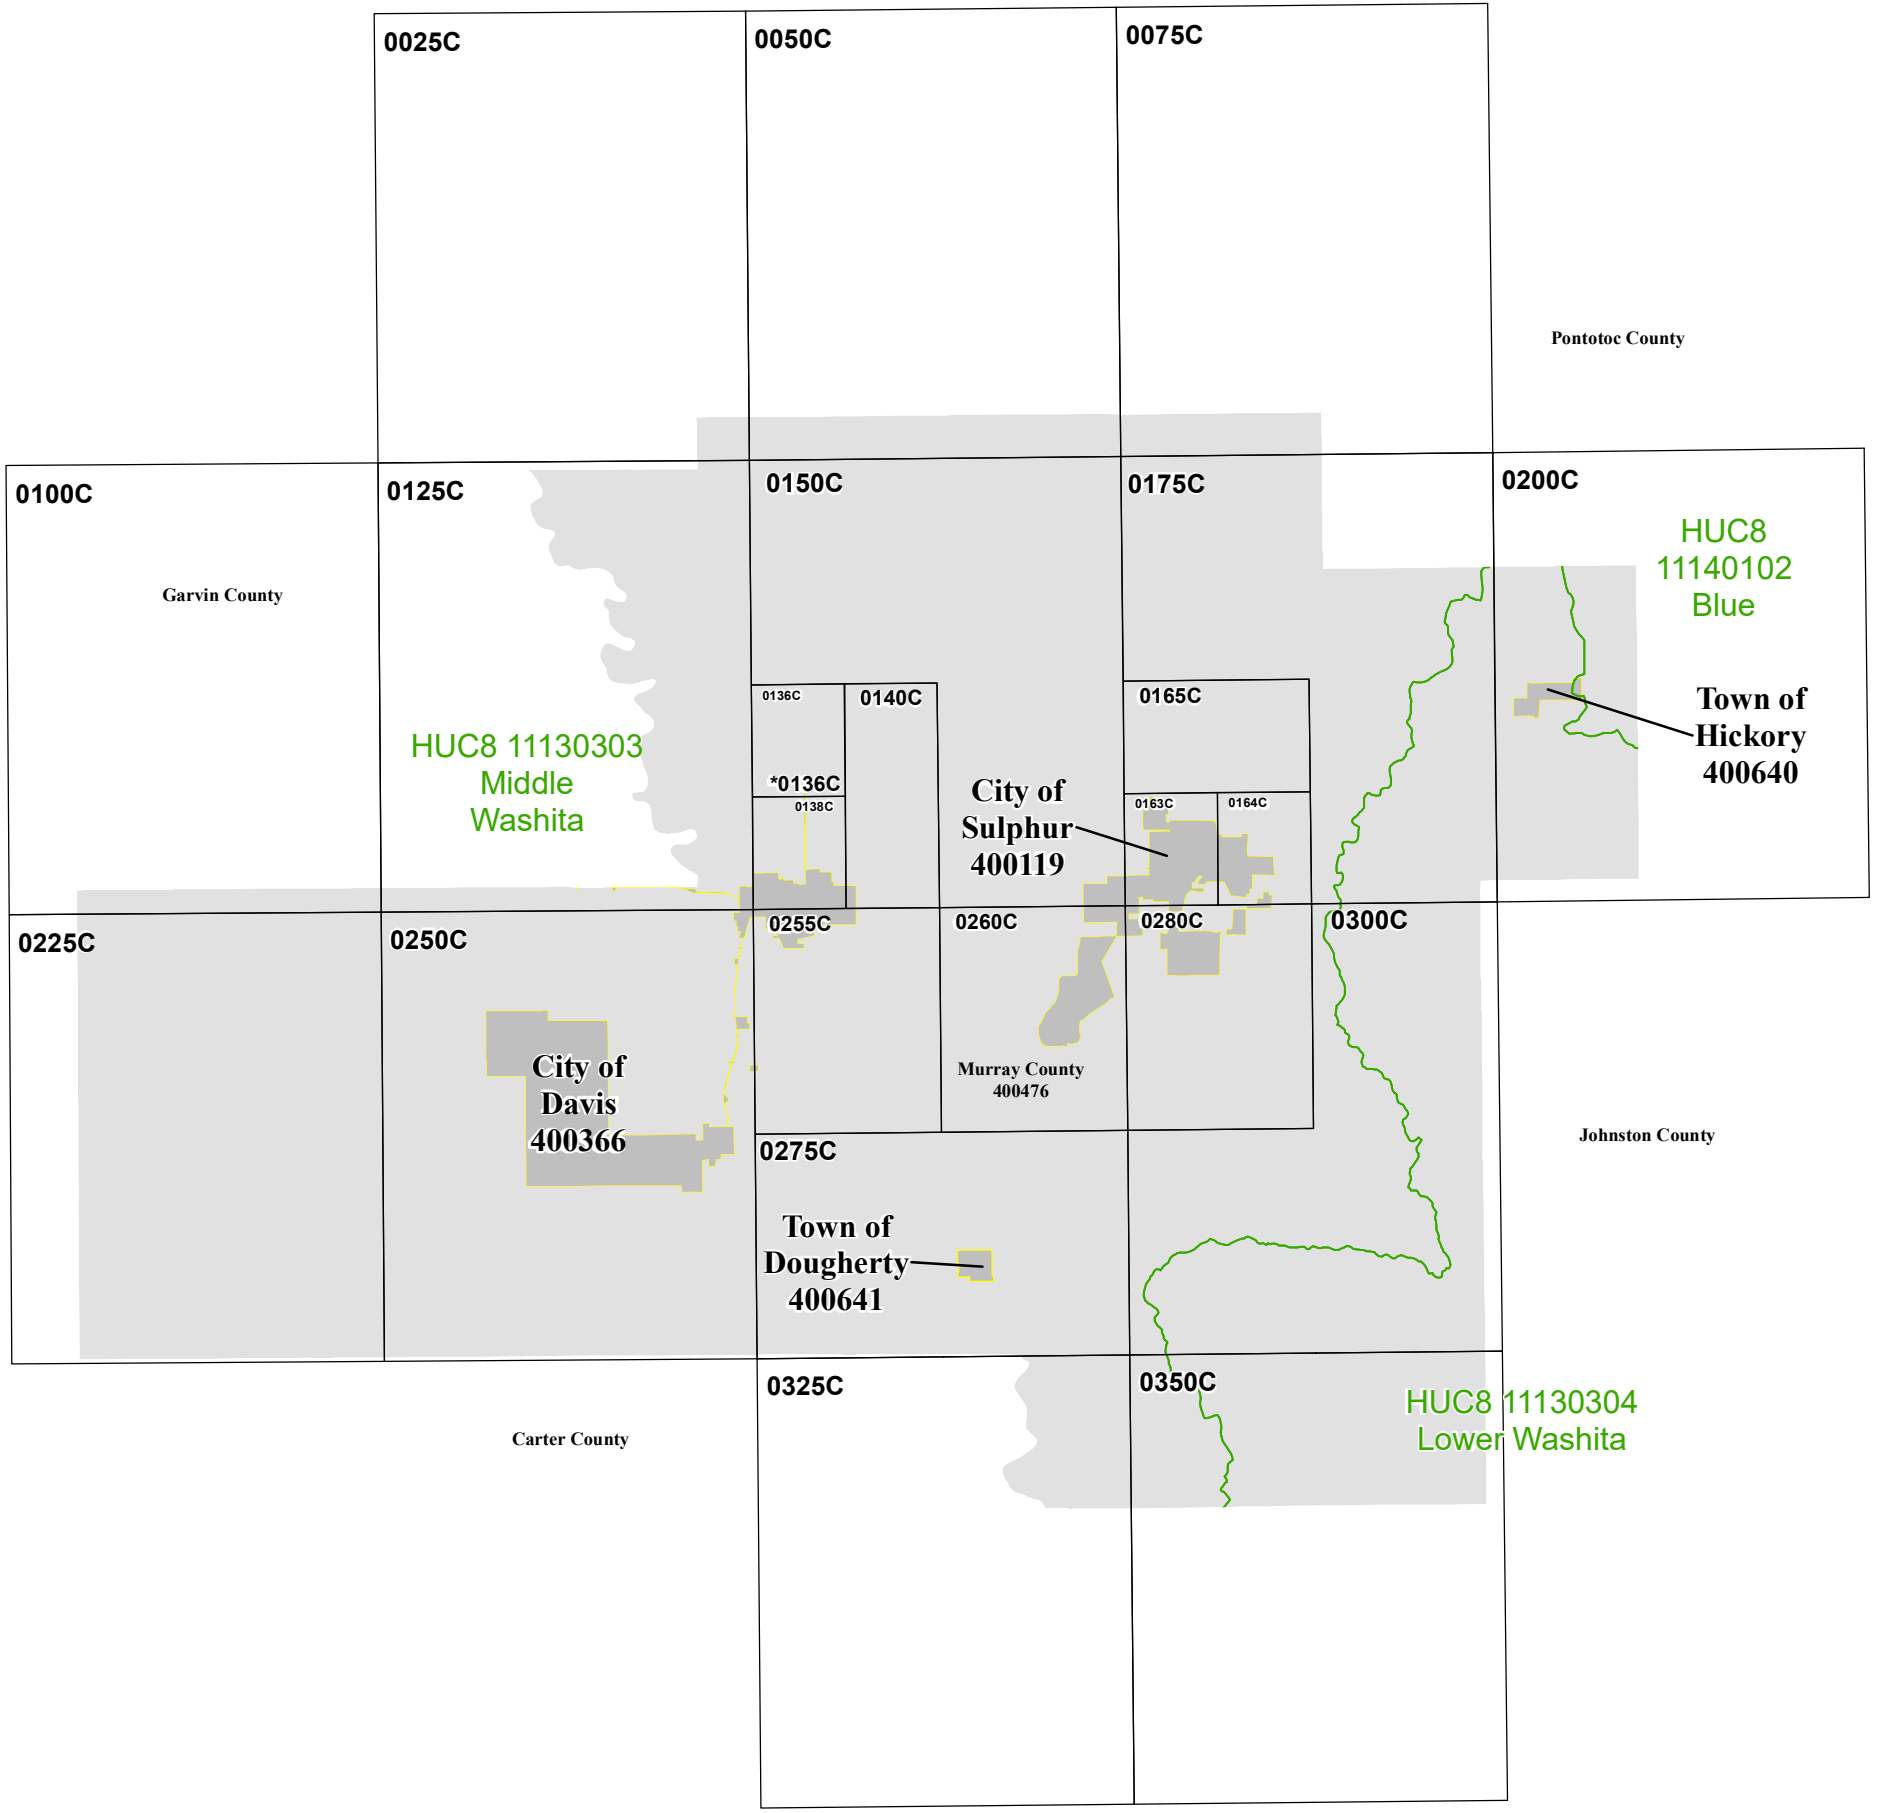 0025C
0050C
0075C
Pontotoc County
0100C
0125C
0150C
0175C
0200C
HUC8
11140102
Blue
Garvin County
0136C
0140C
0165C
Town of
Hickory
400640
HUC8 11130303
Middle
Washita
*0136C
0138C
City of
Sulphur
400119
0163C
0164C
0225C
0250C
0255C
0260C
0280C
0300C
City of
Davis
400366
Murray County
400476
Johnston County
0275C
Town of
Dougherty
400641
0325C
0350C
HUC8 11130304
Lower Washita
Carter County